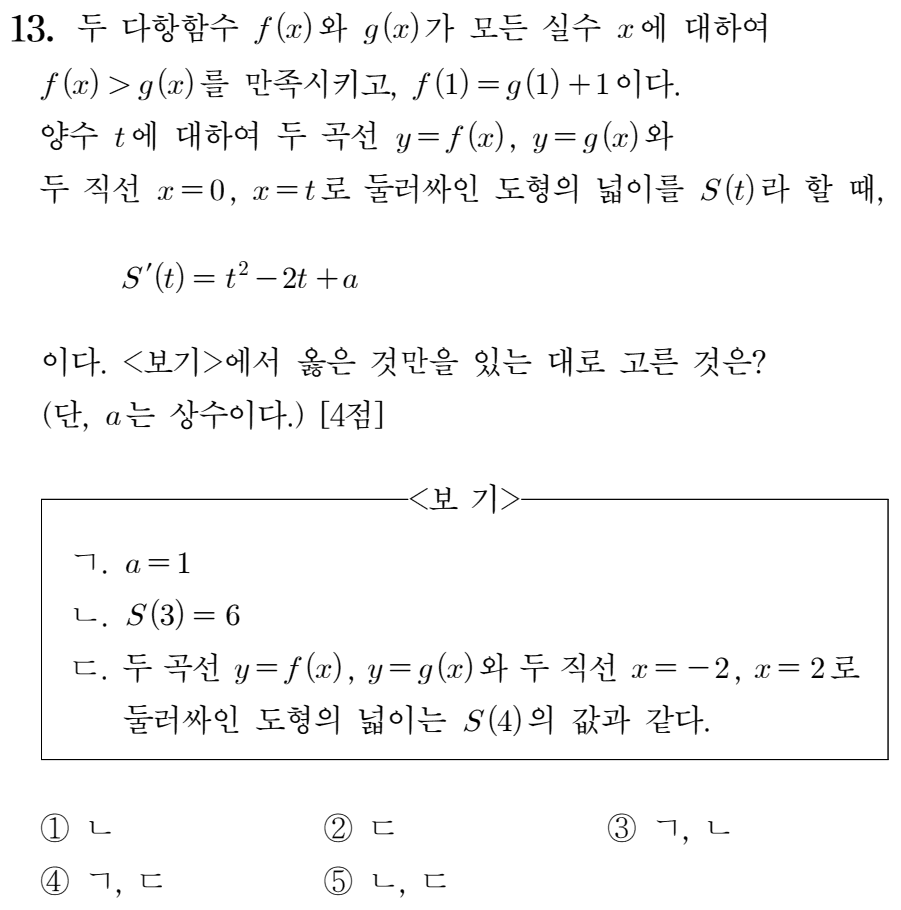 13. 두 다항함수 f(x)와 g(x)가 모든 실수 x에 대하여
f(x)>g(x)를 만족시키고, f(1)=g(1)+1이다.
양수 t에 대하여 두 곡선 y=f(x), y=g(x)와
두 직선 x=0, x=t로 둘러싸인 도형의 넓이를 S(t)라 할 때,
S′(t)=t²-2t+a
이다. <보기>에서 옳은 것만을 있는 대로 고른 것은?
(단, a는 상수이다.) [4점]
<보 기>
ㄱ. a=1
ㄴ. S(3)=6
ㄷ. 두 곡선 y=f(x), y=g(x)와 두 직선 x=-2, x=2로
둘러싸인 도형의 넓이는 S(4)의 값과 같다.
① ㄴ ② ㄷ ③ ㄱ, ㄴ
④ ㄱ, ㄷ ⑤ ㄴ, ㄷ